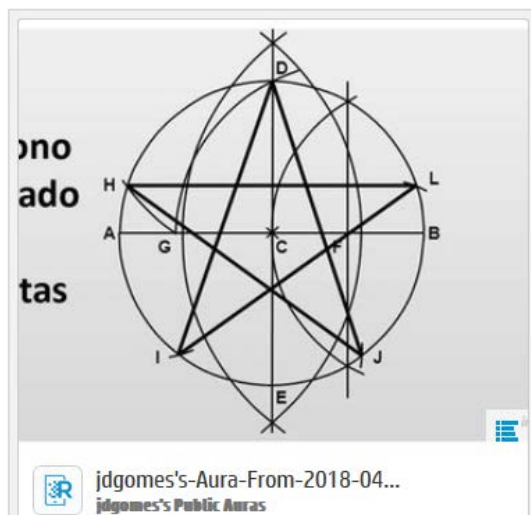 ono
ado
tas
D
H
L
A
G
C
F
B
I
J
E
R
jdgomes's-Aura-From-2018-04...
jdgomes's Public Auras